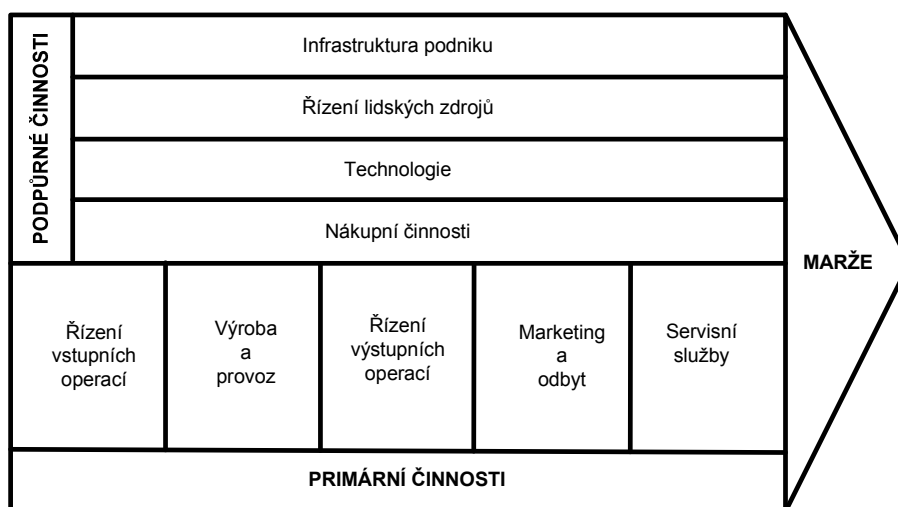 PODPŮRNÉ ČINNOSTI
Infrastruktura podniku
Řízení lidských zdrojů
Technologie
Nákupní činnosti
MARŽE
Řízení
vstupních
operací
Výroba
a
provoz
Řízení
výstupních
operací
Marketing
a
odbyt
Servisní
služby
PRIMÁRNÍ ČINNOSTI